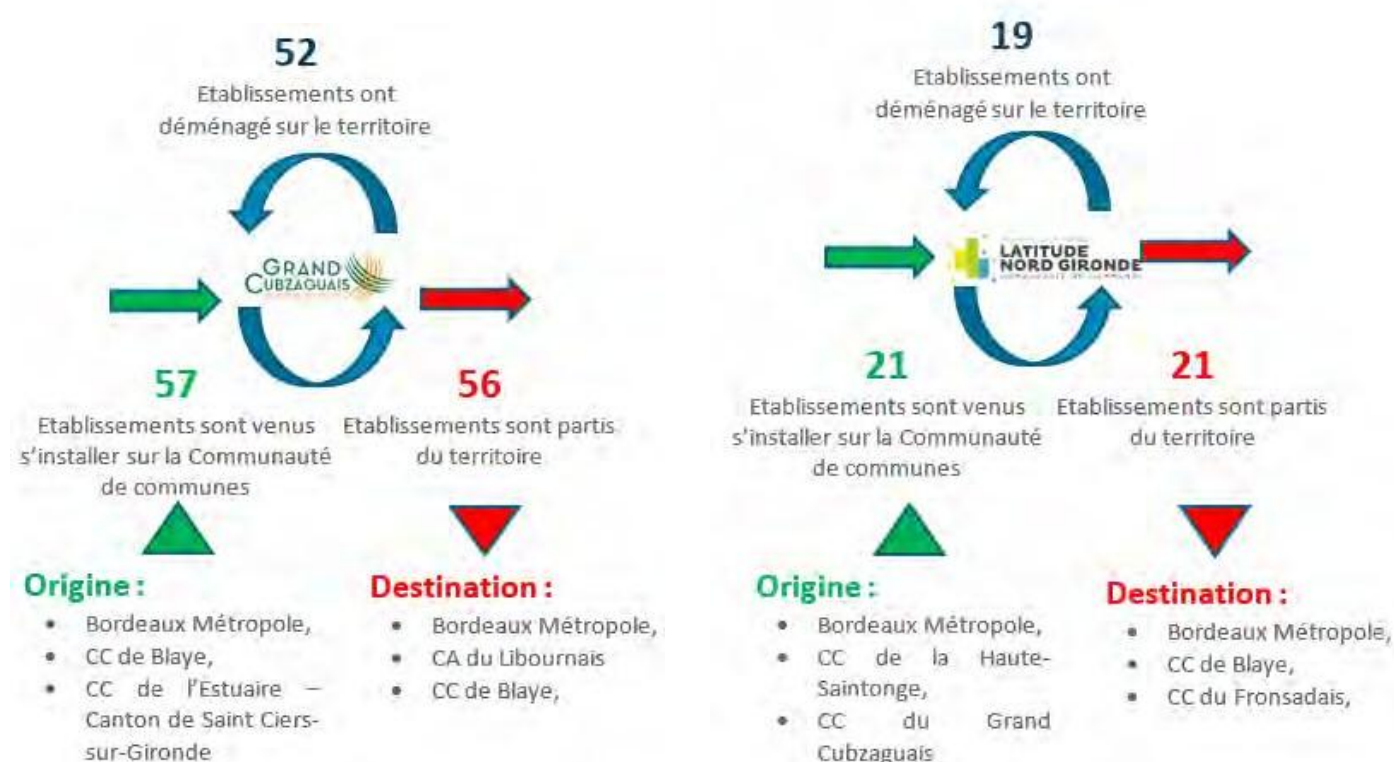 52
Etablissements ont
déménagé sur le territoire
GRAND
CUBZAGUAIS
57
Etablissements sont venus
s'installer sur la Communauté
de communes
56
Etablissements sont partis
du territoire
Origine :
• Bordeaux Métropole,
• CC de Blaye,
• CC de l'Estuaire –
Canton de Saint Ciers-
sur-Gironde
Destination :
• Bordeaux Métropole,
• CA du Libournais
• CC de Blaye,
19
Etablissements ont
déménagé sur le territoire
LATITUDE
NORD GIRONDE
21
Etablissements sont venus
s'installer sur la Communauté
de communes
21
Etablissements sont partis
du territoire
Origine :
• Bordeaux Métropole,
• CC de la Haute-
Saintonge,
• CC du Grand
Cubzaguais
Destination :
• Bordeaux Métropole,
• CC de Blaye,
• CC du Fronsadais,